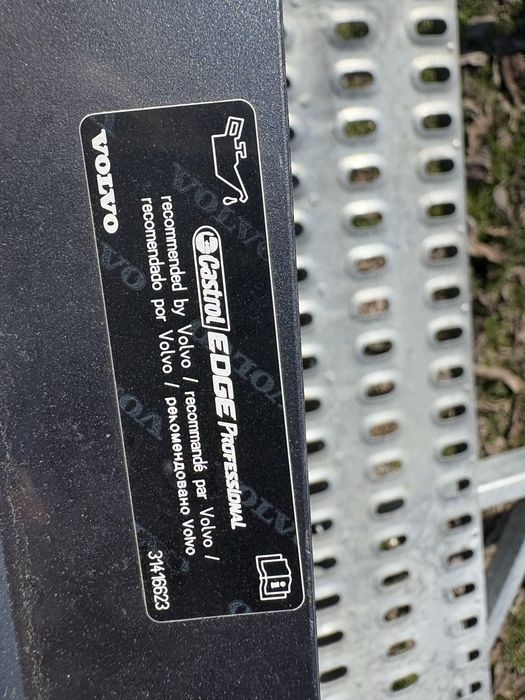 Castrol EDGE PROFESSIONAL
recommended by Volvo / recommandé par Volvo /
recomendado por Volvo / рекомендовано Volvo
VOLVO
31416623